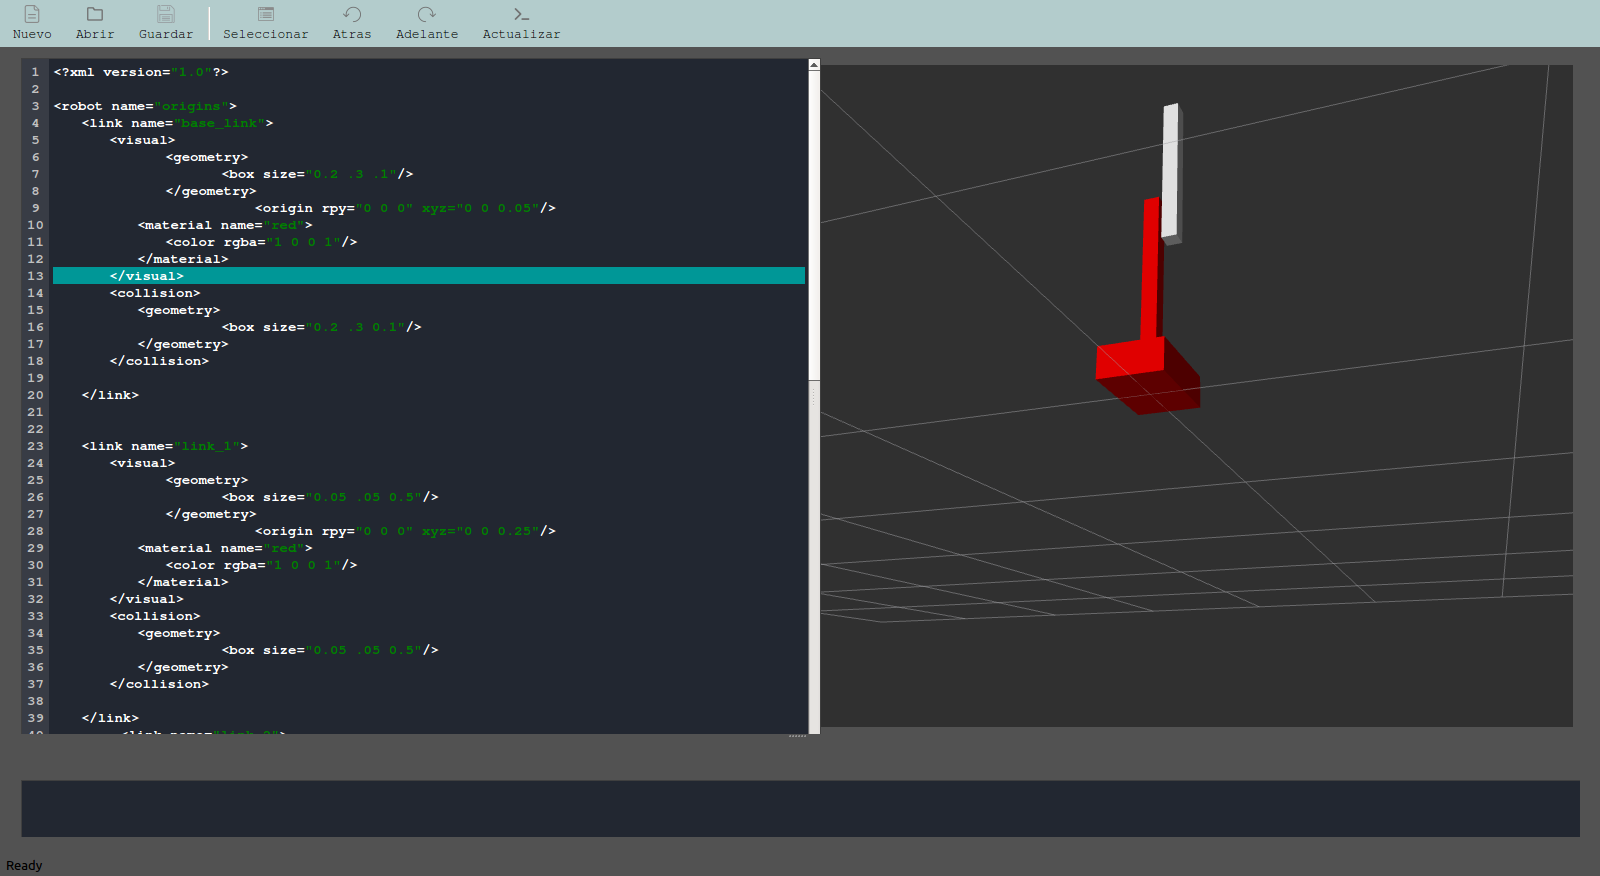 Nuevo Abrir Guardar Seleccionar Atras Adelante Actualizar
1 <?xml version="1.0"?>
2
3 <robot name="origins">
4 <link name="base_link">
5 <visual>
6 <geometry>
7 <box size="0.2 .3 .1"/>
8 </geometry>
9 <origin rpy="0 0 0" xyz="0 0 0.05"/>
10 <material name="red">
11 <color rgba="1 0 0 1"/>
12 </material>
13 </visual>
14 <collision>
15 <geometry>
16 <box size="0.2 .3 0.1"/>
17 </geometry>
18 </collision>
19
20 </link>
21
22
23 <link name="link_1">
24 <visual>
25 <geometry>
26 <box size="0.05 .05 0.5"/>
27 </geometry>
28 <origin rpy="0 0 0" xyz="0 0 0.25"/>
29 <material name="red">
30 <color rgba="1 0 0 1"/>
31 </material>
32 </visual>
33 <collision>
34 <geometry>
35 <box size="0.05 .05 0.5"/>
36 </geometry>
37 </collision>
38
39 </link>
40 <link name="link_2">
Ready